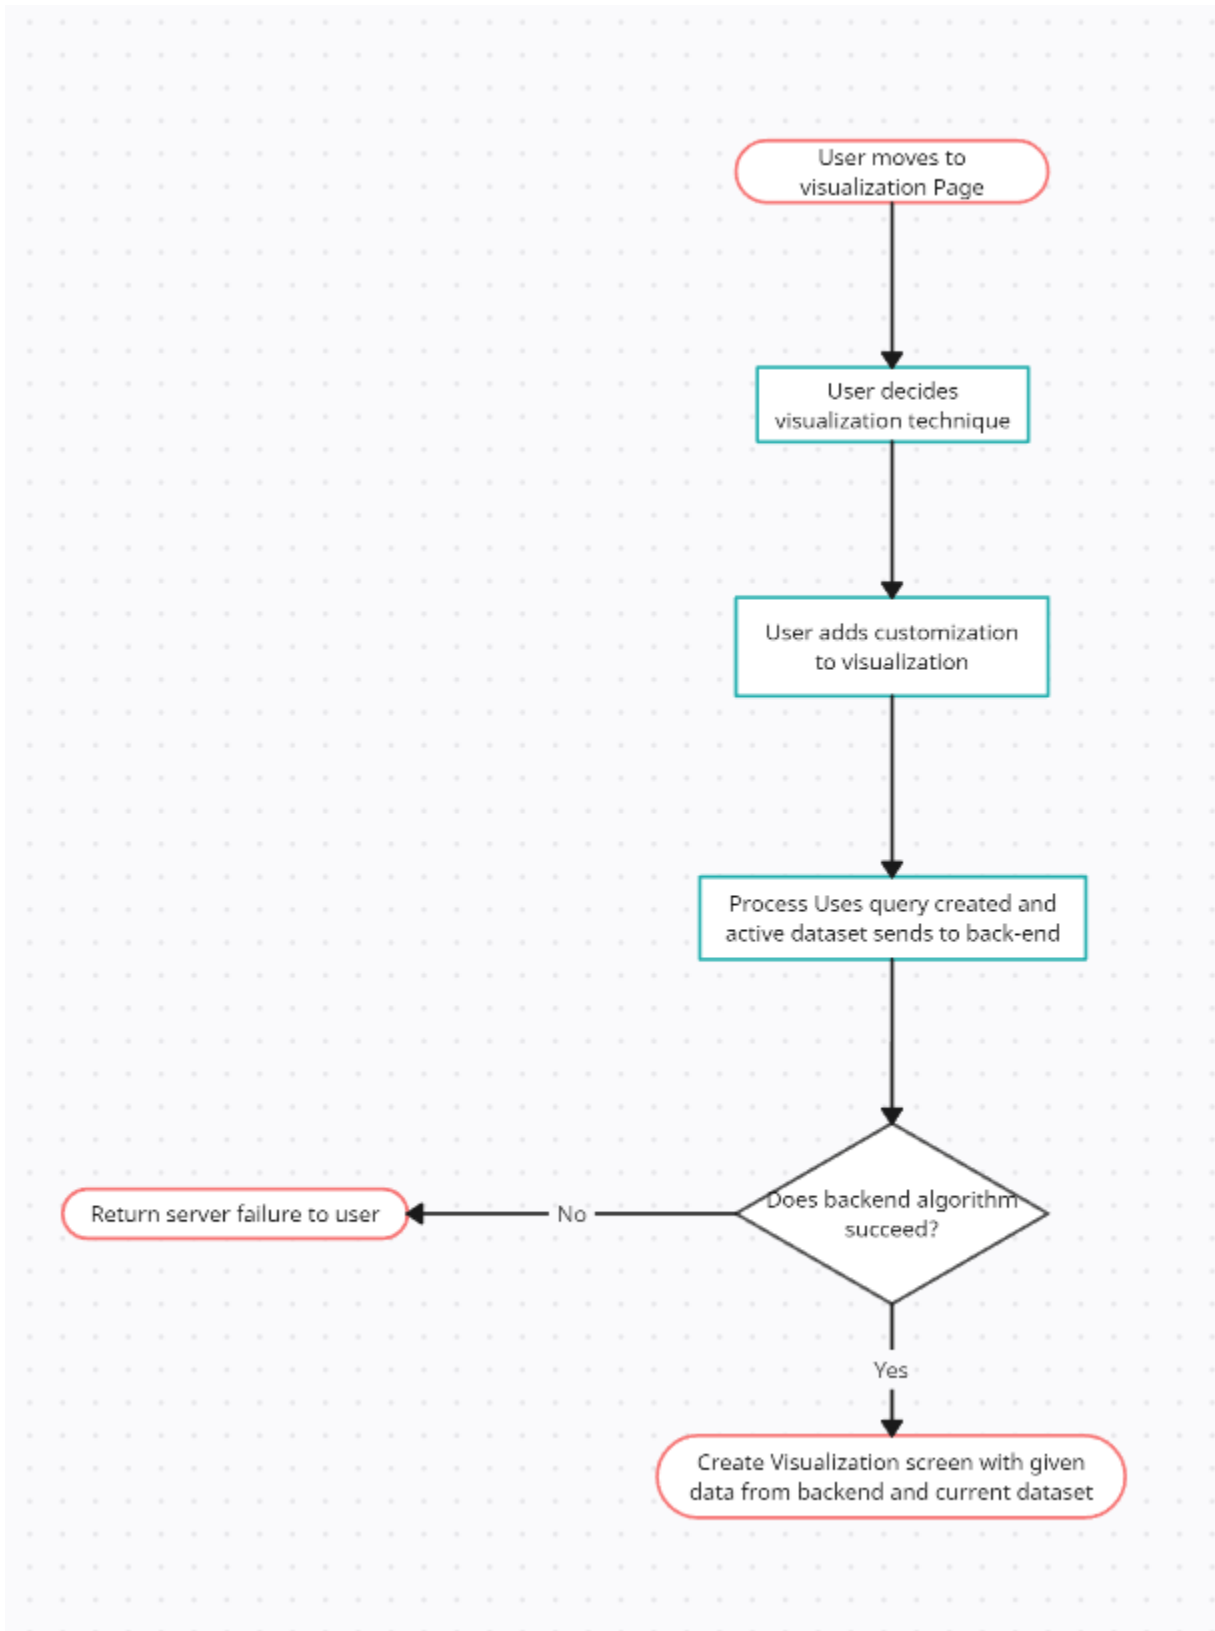 User moves to
visualization Page
User decides
visualization technique
User adds customization
to visualization
Process Uses query created and
active dataset sends to back-end
Does backend algorithm
succeed?
No
Return server failure to user
Yes
Create Visualization screen with given
data from backend and current dataset